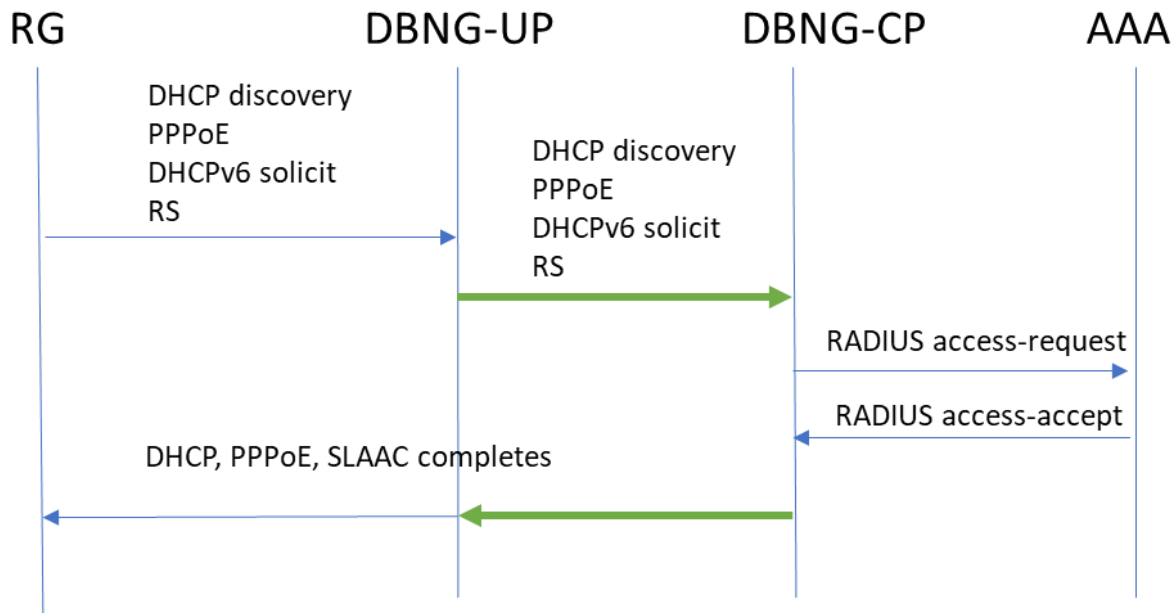 RG
DBNG-UP
DBNG-CP
AAA
DHCP discovery
PPPoE
DHCPv6 solicit
RS
DHCP discovery
PPPoE
DHCPv6 solicit
RS
RADIUS access-request
RADIUS access-accept
DHCP, PPPoE, SLAAC completes